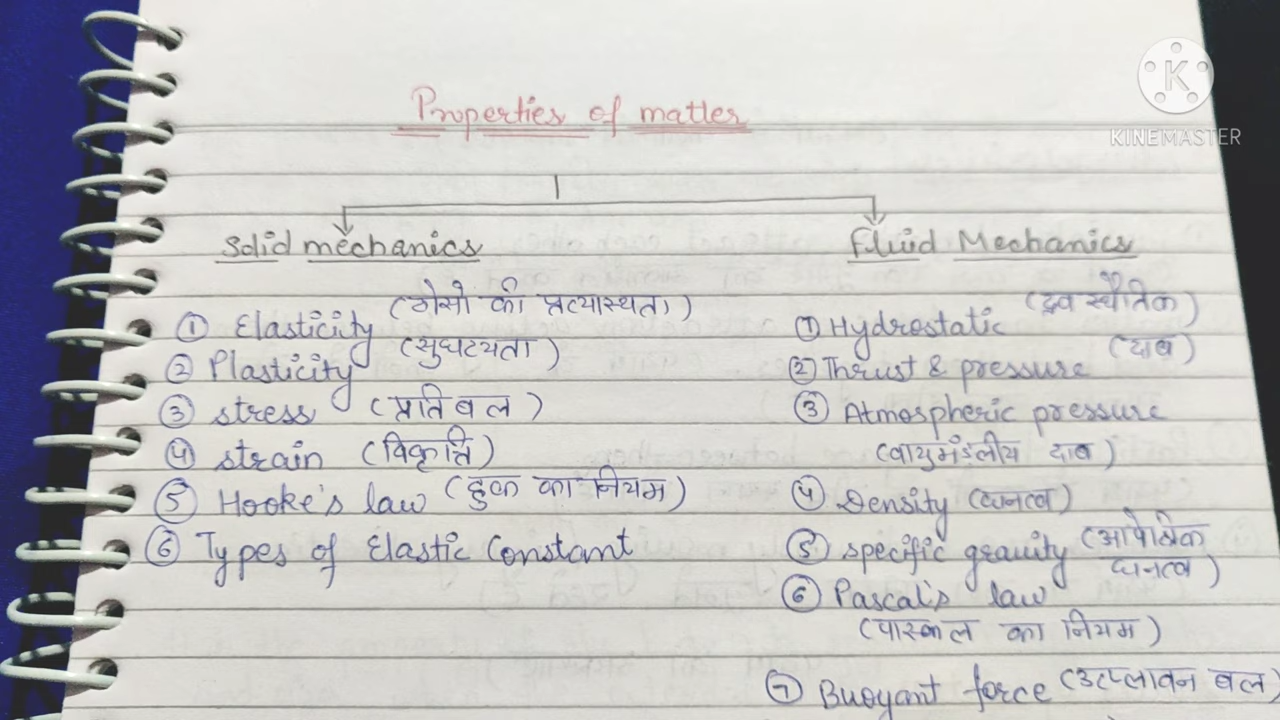 Properties of matter
Solid mechanics
① Elasticity (गैसो की प्रत्यास्थता)
② Plasticity (सुघटयता)
③ stress (प्रतिबल)
④ strain (विकृति)
⑤ Hooke's law (हुक का नियम)
⑥ Types of Elastic Constant
Fluid Mechanics
① Hydrostatic (द्रव स्थैतिक)
② Thrust & pressure (दाब)
③ Atmospheric pressure
(वायुमंडलीय दाब)
④ Density (घनत्व)
⑤ specific gravity (आपेक्षिक
घनत्व)
⑥ Pascal's law
(पास्कल का नियम)
⑦ Buoyant force (उत्प्लावन बल)
K
KINEMASTER